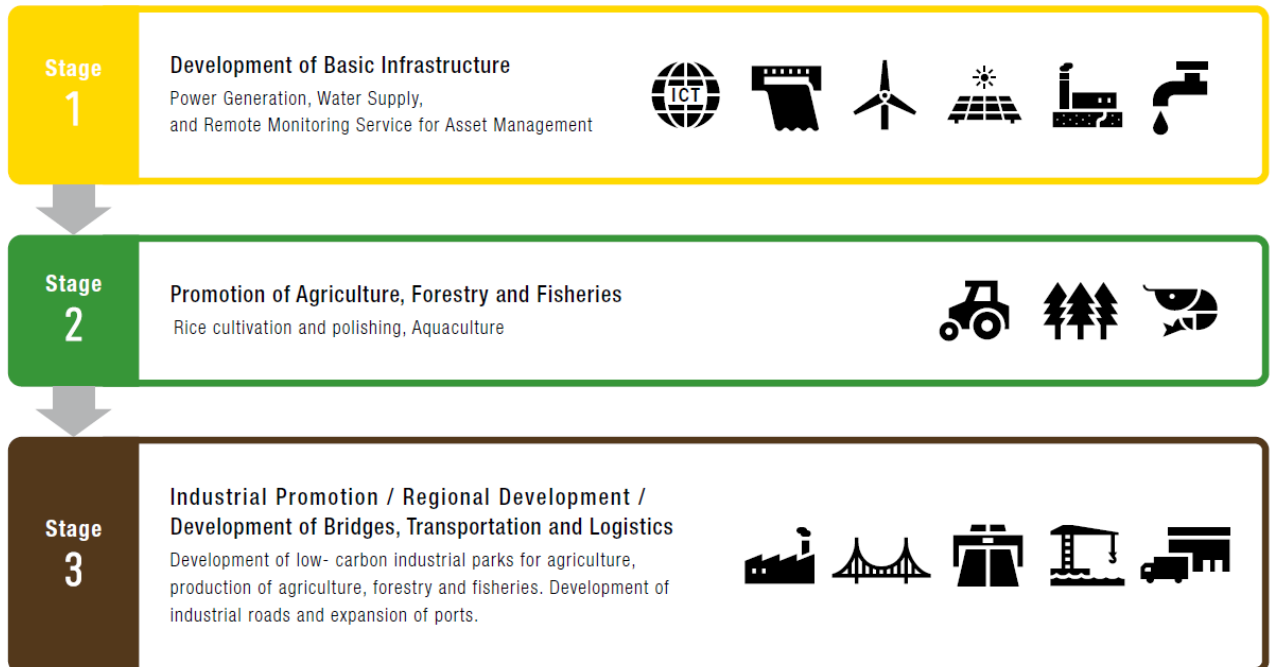 Stage
1
Development of Basic Infrastructure
Power Generation, Water Supply,
and Remote Monitoring Service for Asset Management
ICT
Stage
2
Promotion of Agriculture, Forestry and Fisheries
Rice cultivation and polishing, Aquaculture
Stage
3
Industrial Promotion / Regional Development /
Development of Bridges, Transportation and Logistics
Development of low- carbon industrial parks for agriculture,
production of agriculture, forestry and fisheries. Development of
industrial roads and expansion of ports.